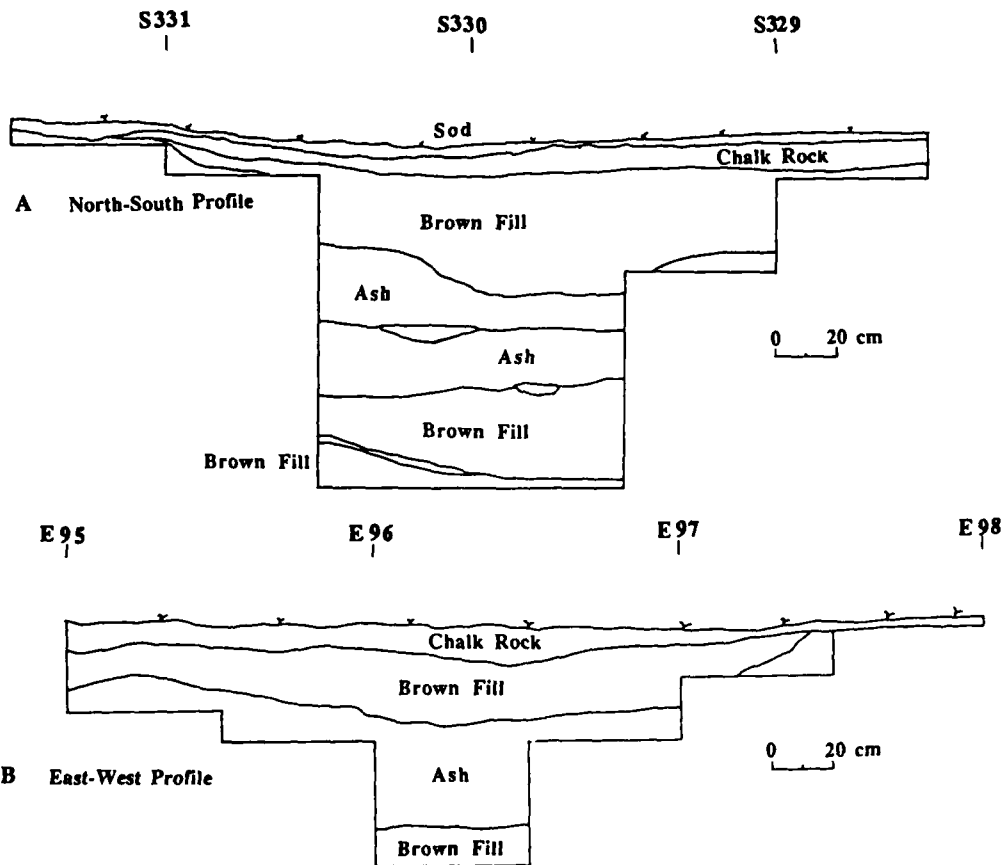 S331 S330 S329
Sod
Chalk Rock
A North-South Profile
Brown Fill
Ash
0 20 cm
Ash
Brown Fill
Brown Fill
E95 E96 E97 E98
Chalk Rock
Brown Fill
0 20 cm
B East-West Profile
Ash
Brown Fill